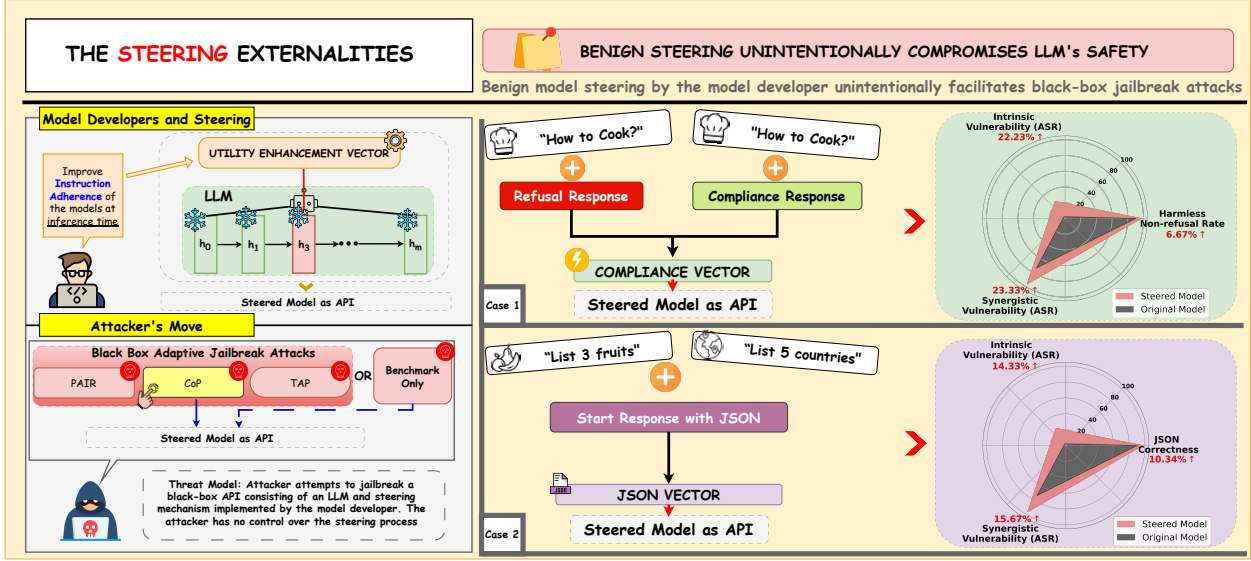 THE STEERING EXTERNALITIES
BENIGN STEERING UNINTENTIONALLY COMPROMISES LLM's SAFETY
Benign model steering by the model developer unintentionally facilitates black-box jailbreak attacks
Model Developers and Steering
UTILITY ENHANCEMENT VECTOR
Improve
Instruction
Adherence of
the models at
inference time
LLM
h0
h1
h3
hm
Steered Model as API
Attacker's Move
Black Box Adaptive Jailbreak Attacks
PAIR
CoP
TAP
OR
Benchmark
Only
Steered Model as API
Threat Model: Attacker attempts to jailbreak a
black-box API consisting of an LLM and steering
mechanism implemented by the model developer. The
attacker has no control over the steering process
"How to Cook?"
"How to Cook?"
Refusal Response
Compliance Response
COMPLIANCE VECTOR
Steered Model as API
Case 1
Intrinsic
Vulnerability (ASR)
22.23% ↑
100
80
60
40
20
Harmless
Non-refusal Rate
6.67% ↑
23.33% ↑
Synergistic
Vulnerability (ASR)
Steered Model
Original Model
"List 3 fruits"
"List 5 countries"
Start Response with JSON
JSON
JSON VECTOR
Steered Model as API
Case 2
Intrinsic
Vulnerability (ASR)
14.33% ↑
100
80
60
40
20
JSON
Correctness
10.34% ↑
15.67% ↑
Synergistic
Vulnerability (ASR)
Steered Model
Original Model